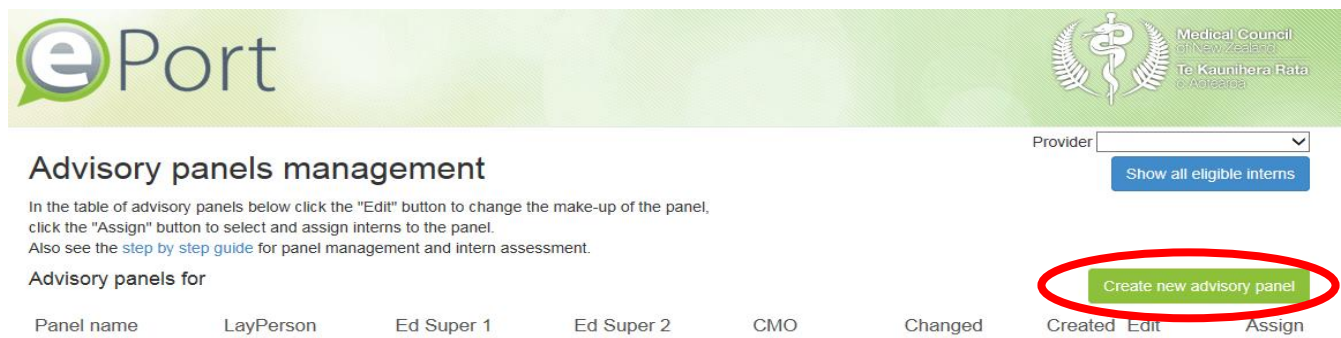 ePort
Medical Council
of New Zealand
Te Kaunihera Rata
o Aotearoa
Provider
Advisory panels management
Show all eligible interns
In the table of advisory panels below click the "Edit" button to change the make-up of the panel,
click the "Assign" button to select and assign interns to the panel.
Also see the step by step guide for panel management and intern assessment.
Advisory panels for
Create new advisory panel
Panel name LayPerson Ed Super 1 Ed Super 2 CMO Changed Created Edit Assign